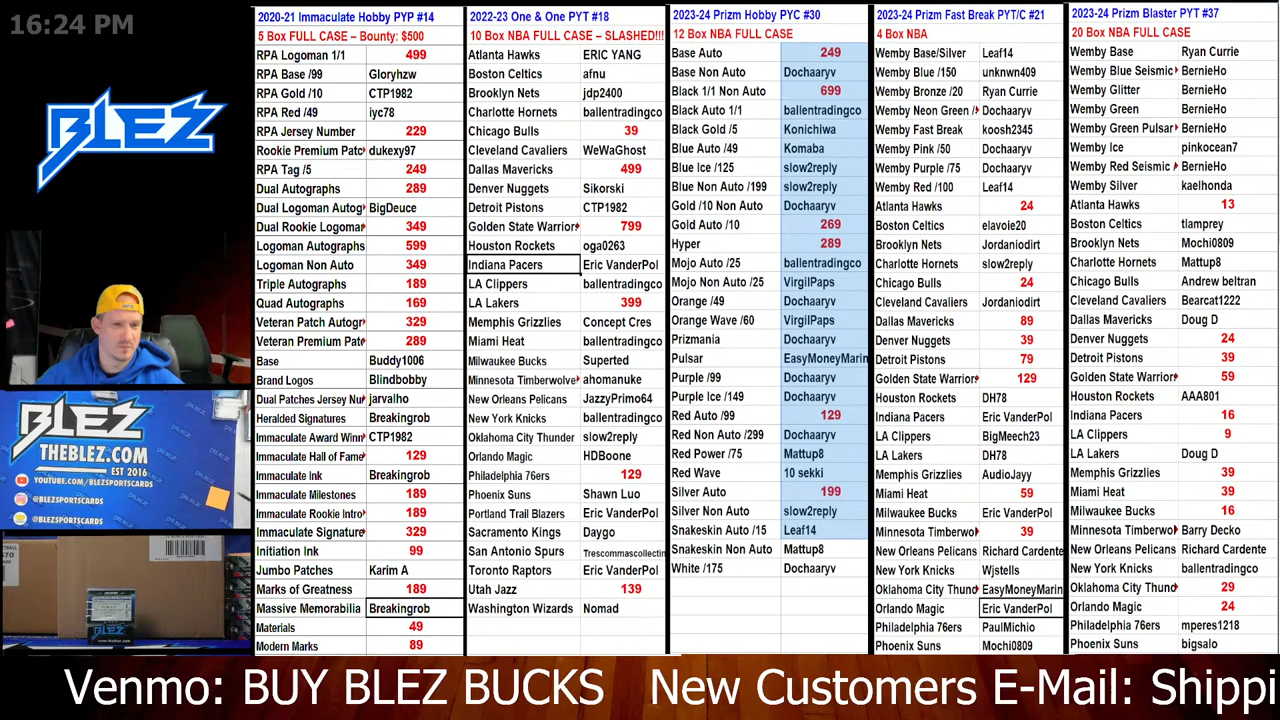 16:24 PM
BLEZ
BLEZ
THEBLEZ.COM
EST 2016
YOUTUBE.COM/BLEZSPORTSCARDS
@BLEZSPORTSCARDS
@BLEZSPORTSCARDS
BLEZ
2020-21 Immaculate Hobby PYP #14
5 Box FULL CASE – Bounty: $500
RPA Logoman 1/1 499
RPA Base /99 Gloryhzw
RPA Gold /10 CTP1982
RPA Red /49 iyc78
RPA Jersey Number 229
Rookie Premium Patc dukexy97
RPA Tag /5 249
Dual Autographs 289
Dual Logoman Autog BigDeuce
Dual Rookie Logoma 349
Logoman Autographs 599
Logoman Non Auto 349
Triple Autographs 189
Quad Autographs 169
Veteran Patch Autogr 329
Veteran Premium Pat 289
Base Buddy1006
Brand Logos Blindbobby
Dual Patches Jersey Nu jarvalho
Heralded Signatures Breakingrob
Immaculate Award Winn CTP1982
Immaculate Hall of Fame 129
Immaculate Ink Breakingrob
Immaculate Milestones 189
Immaculate Rookie Intro 189
Immaculate Signature 329
Initiation Ink 99
Jumbo Patches Karim A
Marks of Greatness 189
Massive Memorabilia Breakingrob
Materials 49
Modern Marks 89
2022-23 One & One PYT #18
10 Box NBA FULL CASE – SLASHED!!!
Atlanta Hawks ERIC YANG
Boston Celtics afnu
Brooklyn Nets jdp2400
Charlotte Hornets ballentradingco
Chicago Bulls 39
Cleveland Cavaliers WeWaGhost
Dallas Mavericks 499
Denver Nuggets Sikorski
Detroit Pistons CTP1982
Golden State Warrior 799
Houston Rockets oga0263
Indiana Pacers Eric VanderPol
LA Clippers ballentradingco
LA Lakers 399
Memphis Grizzlies Concept Cres
Miami Heat ballentradingco
Milwaukee Bucks Superted
Minnesota Timberwolve ahomanuke
New Orleans Pelicans JazzyPrimo64
New York Knicks ballentradingco
Oklahoma City Thunder slow2reply
Orlando Magic HDBoone
Philadelphia 76ers 129
Phoenix Suns Shawn Luo
Portland Trail Blazers Eric VanderPol
Sacramento Kings Daygo
San Antonio Spurs Trescommascollectin
Toronto Raptors Eric VanderPol
Utah Jazz 139
Washington Wizards Nomad
2023-24 Prizm Hobby PYC #30
12 Box NBA FULL CASE
Base Auto 249
Base Non Auto Dochaaryv
Black 1/1 Non Auto 699
Black Auto 1/1 ballentradingco
Black Gold /5 Konichiwa
Blue Auto /49 Komaba
Blue Ice /125 slow2reply
Blue Non Auto /199 slow2reply
Gold /10 Non Auto Dochaaryv
Gold Auto /10 269
Hyper 289
Mojo Auto /25 ballentradingco
Mojo Non Auto /25 VirgilPaps
Orange /49 Dochaaryv
Orange Wave /60 VirgilPaps
Prizmania Dochaaryv
Pulsar EasyMoneyMarin
Purple /99 Dochaaryv
Purple Ice /149 Dochaaryv
Red Auto /99 129
Red Non Auto /299 Dochaaryv
Red Power /75 Mattup8
Red Wave 10 sekki
Silver Auto 199
Silver Non Auto slow2reply
Snakeskin Auto /15 Leaf14
Snakeskin Non Auto Mattup8
White /175 Dochaaryv
2023-24 Prizm Fast Break PYT/C #21
4 Box NBA
Wemby Base/Silver Leaf14
Wemby Blue /150 unknwn409
Wemby Bronze /20 Ryan Currie
Wemby Neon Green / Dochaaryv
Wemby Fast Break koosh2345
Wemby Pink /50 Dochaaryv
Wemby Purple /75 Dochaaryv
Wemby Red /100 Leaf14
Atlanta Hawks 24
Boston Celtics elavoie20
Brooklyn Nets Jordaniodirt
Charlotte Hornets slow2reply
Chicago Bulls 24
Cleveland Cavaliers Jordaniodirt
Dallas Mavericks 89
Denver Nuggets 39
Detroit Pistons 79
Golden State Warrior 129
Houston Rockets DH78
Indiana Pacers Eric VanderPol
LA Clippers BigMeech23
LA Lakers DH78
Memphis Grizzlies AudioJayy
Miami Heat 59
Milwaukee Bucks Eric VanderPol
Minnesota Timberwo 39
New Orleans Pelicans Richard Cardente
New York Knicks Wjstells
Oklahoma City Thun EasyMoneyMarin
Orlando Magic Eric VanderPol
Philadelphia 76ers PaulMichio
Phoenix Suns Mochi0809
2023-24 Prizm Blaster PYT #37
20 Box NBA FULL CASE
Wemby Base Ryan Currie
Wemby Blue Seismic BernieHo
Wemby Glitter BernieHo
Wemby Green BernieHo
Wemby Green Pulsar BernieHo
Wemby Ice pinkocean7
Wemby Red Seismic BernieHo
Wemby Silver kaelhonda
Atlanta Hawks 13
Boston Celtics tlamprey
Brooklyn Nets Mochi0809
Charlotte Hornets Mattup8
Chicago Bulls Andrew beltran
Cleveland Cavaliers Bearcat1222
Dallas Mavericks Doug D
Denver Nuggets 24
Detroit Pistons 39
Golden State Warrior 59
Houston Rockets AAA801
Indiana Pacers 16
LA Clippers 9
LA Lakers Doug D
Memphis Grizzlies 39
Miami Heat 39
Milwaukee Bucks 16
Minnesota Timberwo Barry Decko
New Orleans Pelicans Richard Cardente
New York Knicks ballentradingco
Oklahoma City Thun 29
Orlando Magic 24
Philadelphia 76ers mperes1218
Phoenix Suns bigsalo
Venmo: BUY BLEZ BUCKS New Customers E-Mail: Shippi